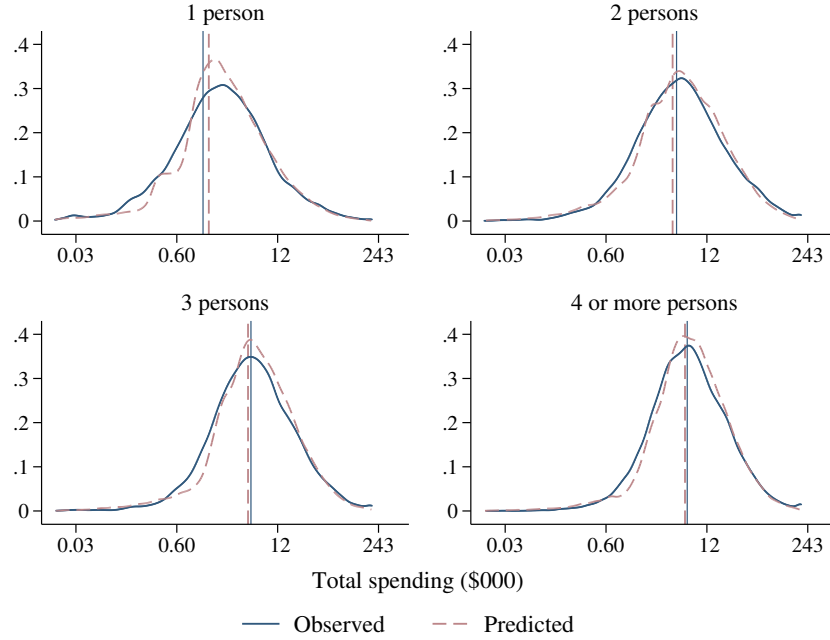 1 person
2 persons
.4
.3
.2
.1
0
0.03 0.60 12 243
.4
.3
.2
.1
0
0.03 0.60 12 243
3 persons
4 or more persons
.4
.3
.2
.1
0
0.03 0.60 12 243
.4
.3
.2
.1
0
0.03 0.60 12 243
Total spending ($000)
Observed Predicted